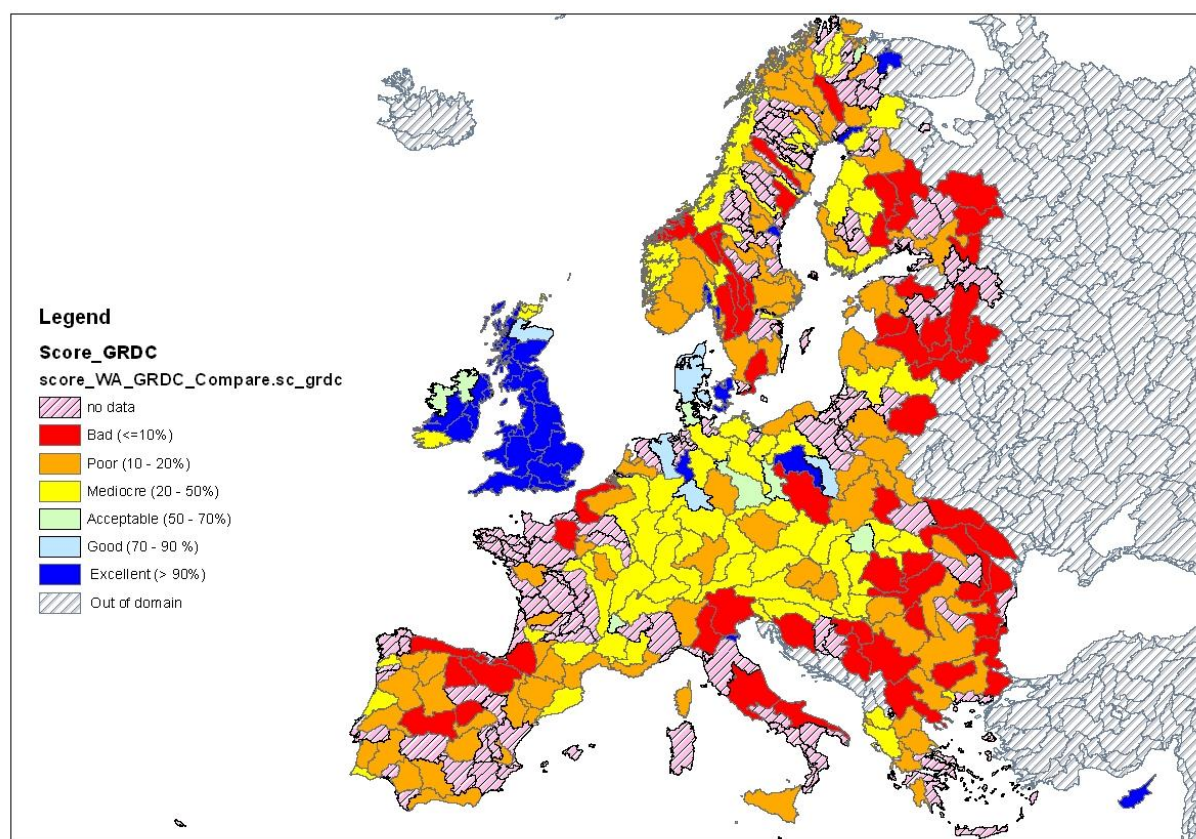 Legend
Score_GRDC
score_WA_GRDC_Compare.sc_grdc
no data
Bad (<=10%)
Poor (10 - 20%)
Mediocre (20 - 50%)
Acceptable (50 - 70%)
Good (70 - 90 %)
Excellent (> 90%)
Out of domain